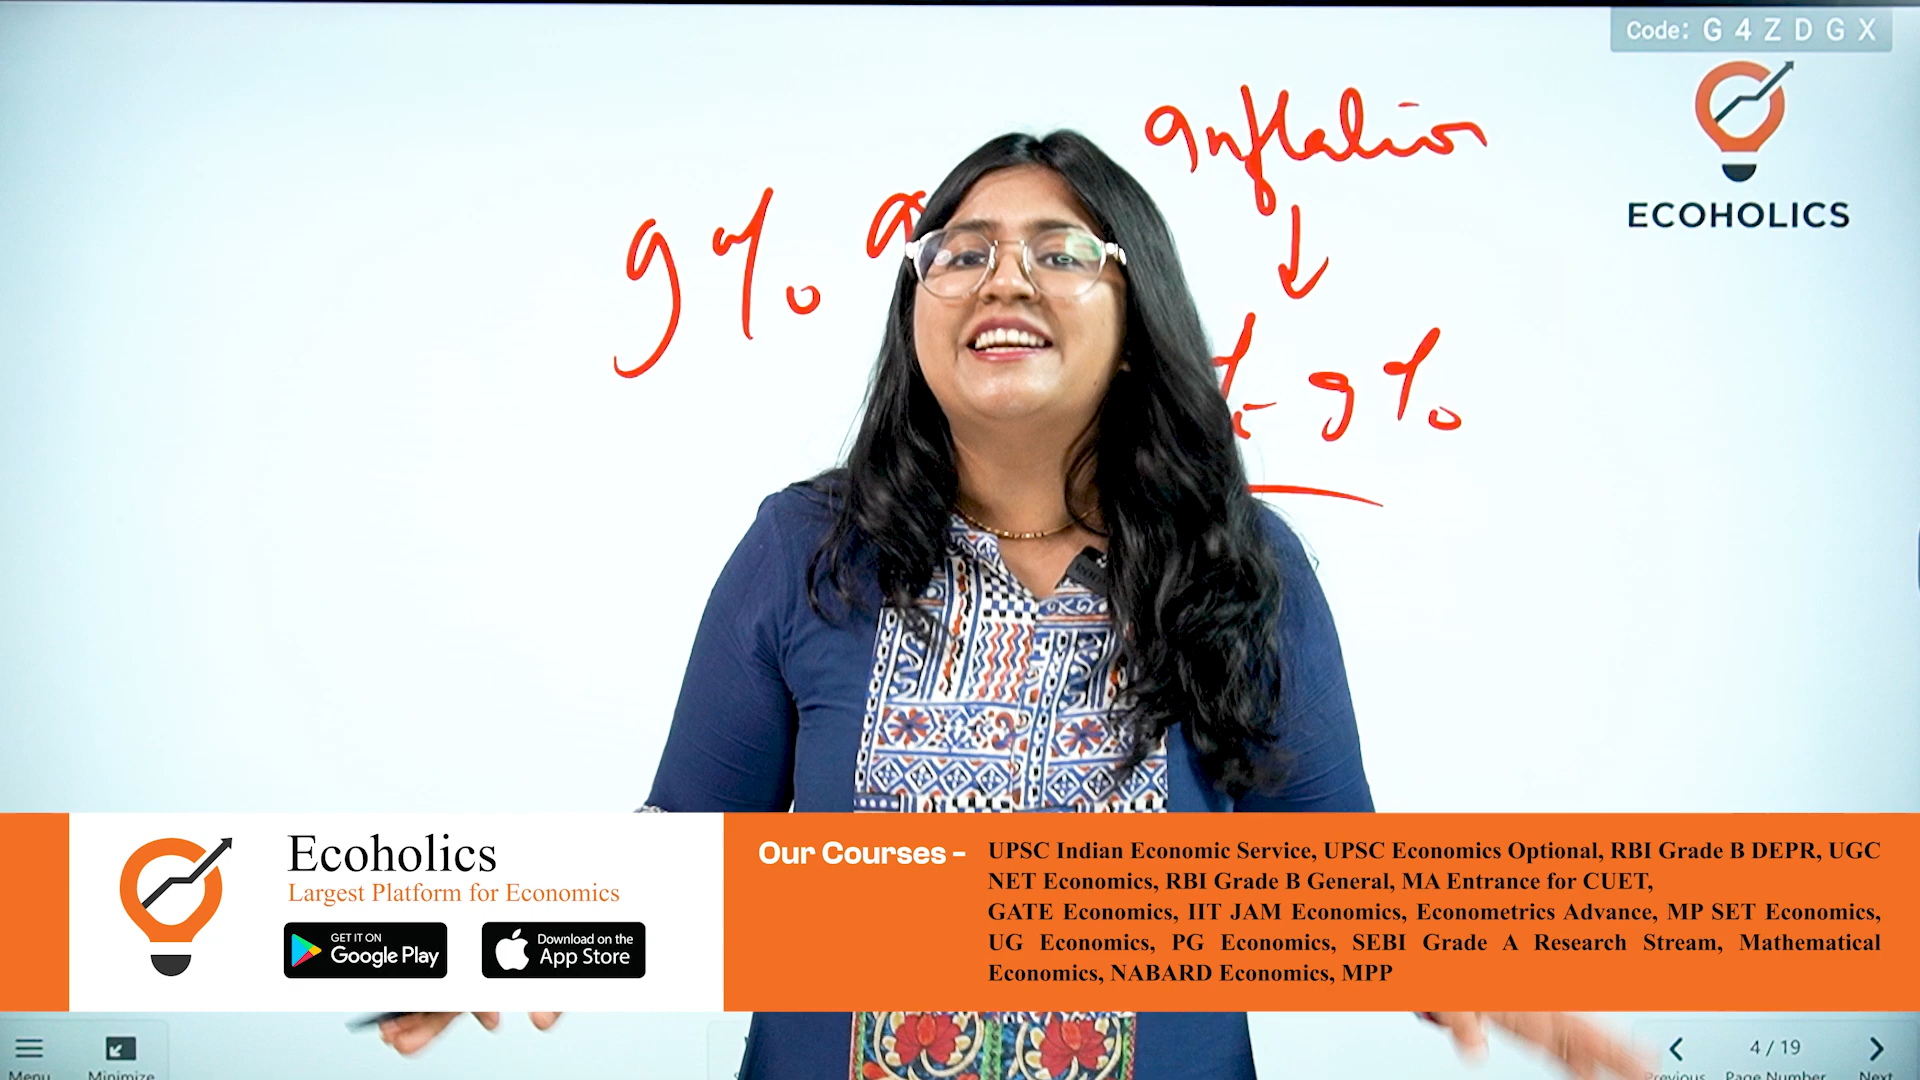 Code: G 4 Z D G X
Inflation
ECOHOLICS
9%
9%
Ecoholics
Largest Platform for Economics
GET IT ON
Google Play
Download on the
App Store
Our Courses -
UPSC Indian Economic Service, UPSC Economics Optional, RBI Grade B DEPR, UGC
NET Economics, RBI Grade B General, MA Entrance for CUET,
GATE Economics, IIT JAM Economics, Econometrics Advance, MP SET Economics,
UG Economics, PG Economics, SEBI Grade A Research Stream, Mathematical
Economics, NABARD Economics, MPP
Menu
Minimize
4 / 19
Previous
Page Number
Next